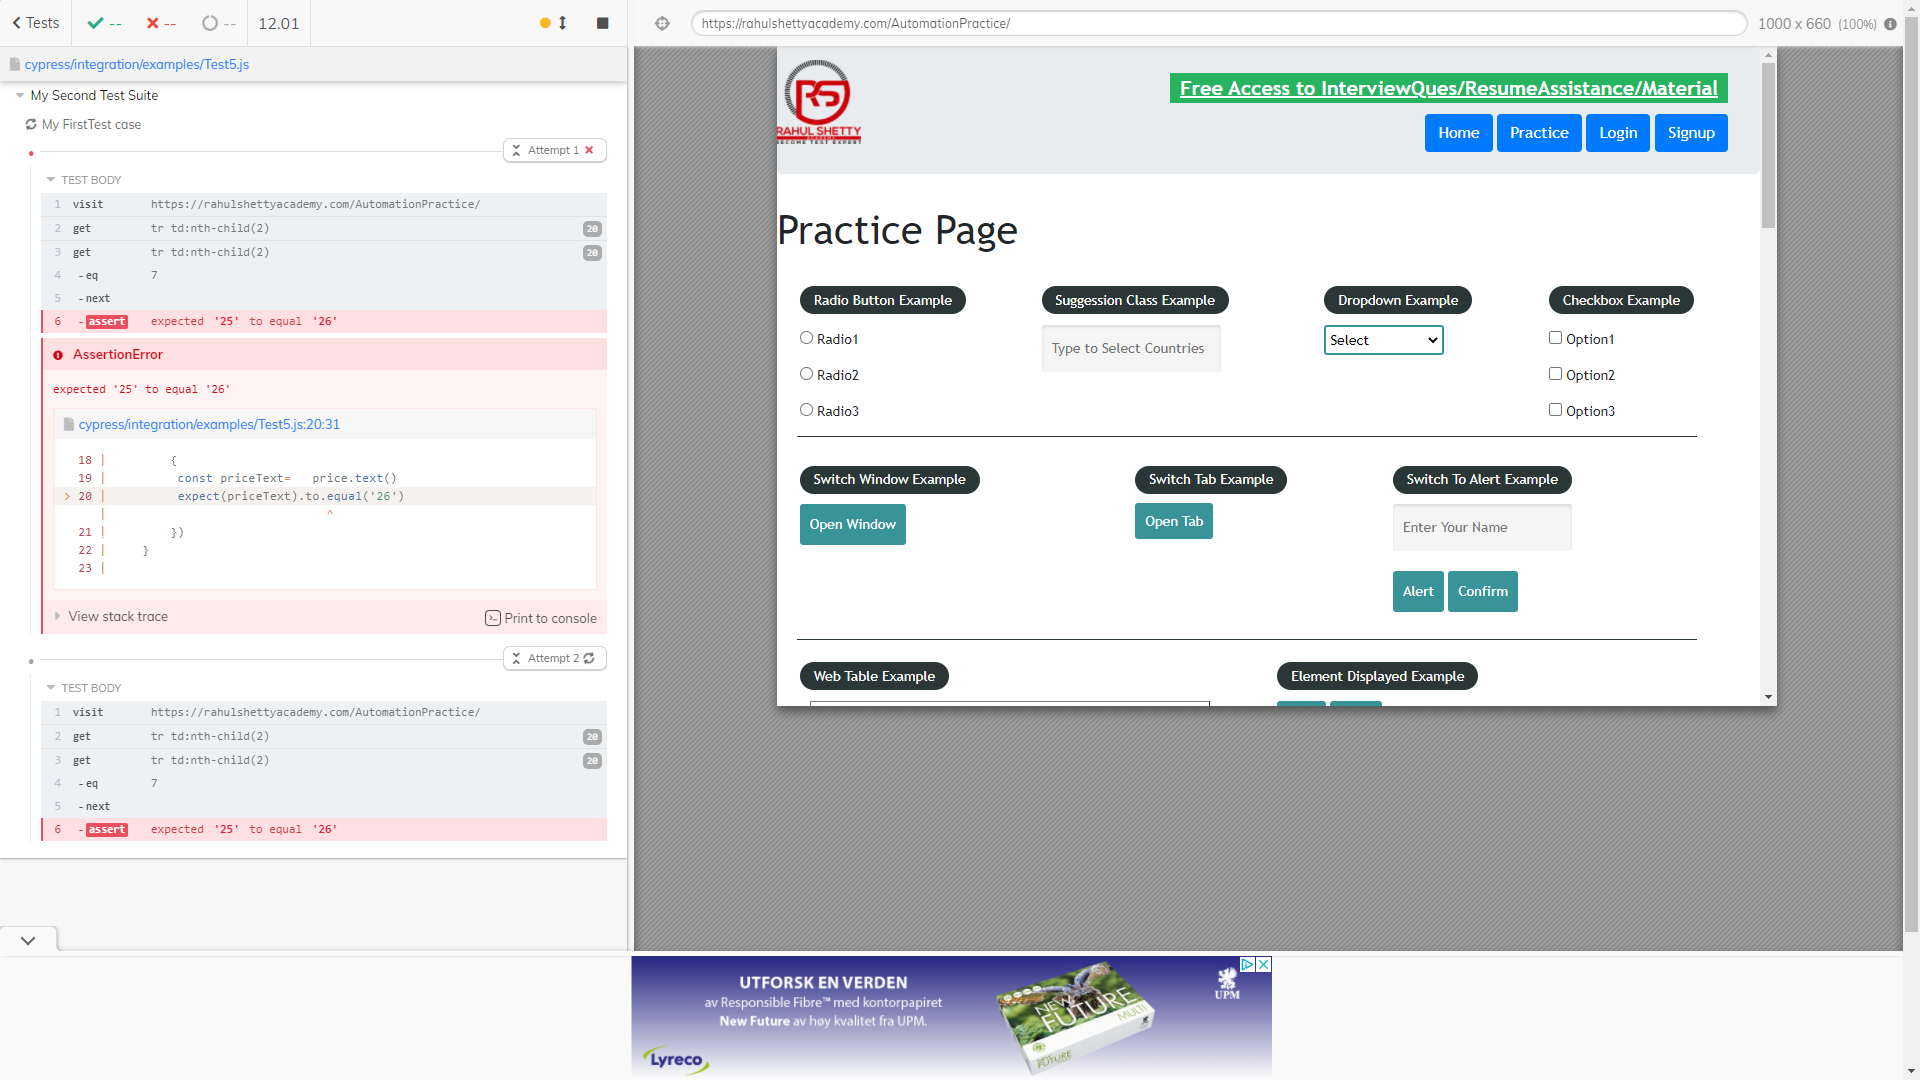 Tests
--
--
--
12.01
https://rahulshettyacademy.com/AutomationPractice/
1000 x 660 (100%)
cypress/integration/examples/Test5.js
My Second Test Suite
My FirstTest case
Attempt 1
TEST BODY
1 visit https://rahulshettyacademy.com/AutomationPractice/
2 get tr td:nth-child(2) 20
3 get tr td:nth-child(2) 20
4 -eq 7
5 -next
6 -assert expected '25' to equal '26'
AssertionError
expected '25' to equal '26'
cypress/integration/examples/Test5.js:20:31
18 | {
19 | const priceText= price.text()
> 20 | expect(priceText).to.equal('26')
| ^
21 | })
22 | }
23 |
View stack trace
Print to console
Attempt 2
TEST BODY
1 visit https://rahulshettyacademy.com/AutomationPractice/
2 get tr td:nth-child(2) 20
3 get tr td:nth-child(2) 20
4 -eq 7
5 -next
6 -assert expected '25' to equal '26'
RS
RAHUL SHETTY
ACADEMY
BECOME TEST EXPERT
Free Access to InterviewQues/ResumeAssistance/Material
Home Practice Login Signup
Practice Page
Radio Button Example
Radio1
Radio2
Radio3
Suggession Class Example
Type to Select Countries
Dropdown Example
Select
Checkbox Example
Option1
Option2
Option3
Switch Window Example
Open Window
Switch Tab Example
Open Tab
Switch To Alert Example
Enter Your Name
Alert Confirm
Web Table Example
Element Displayed Example
UTFORSK EN VERDEN
av Responsible Fibre™ med kontorpapiret
New Future av høy kvalitet fra UPM.
Lyreco
NEW
FUTURE
MULTI
FUTURE
UPM